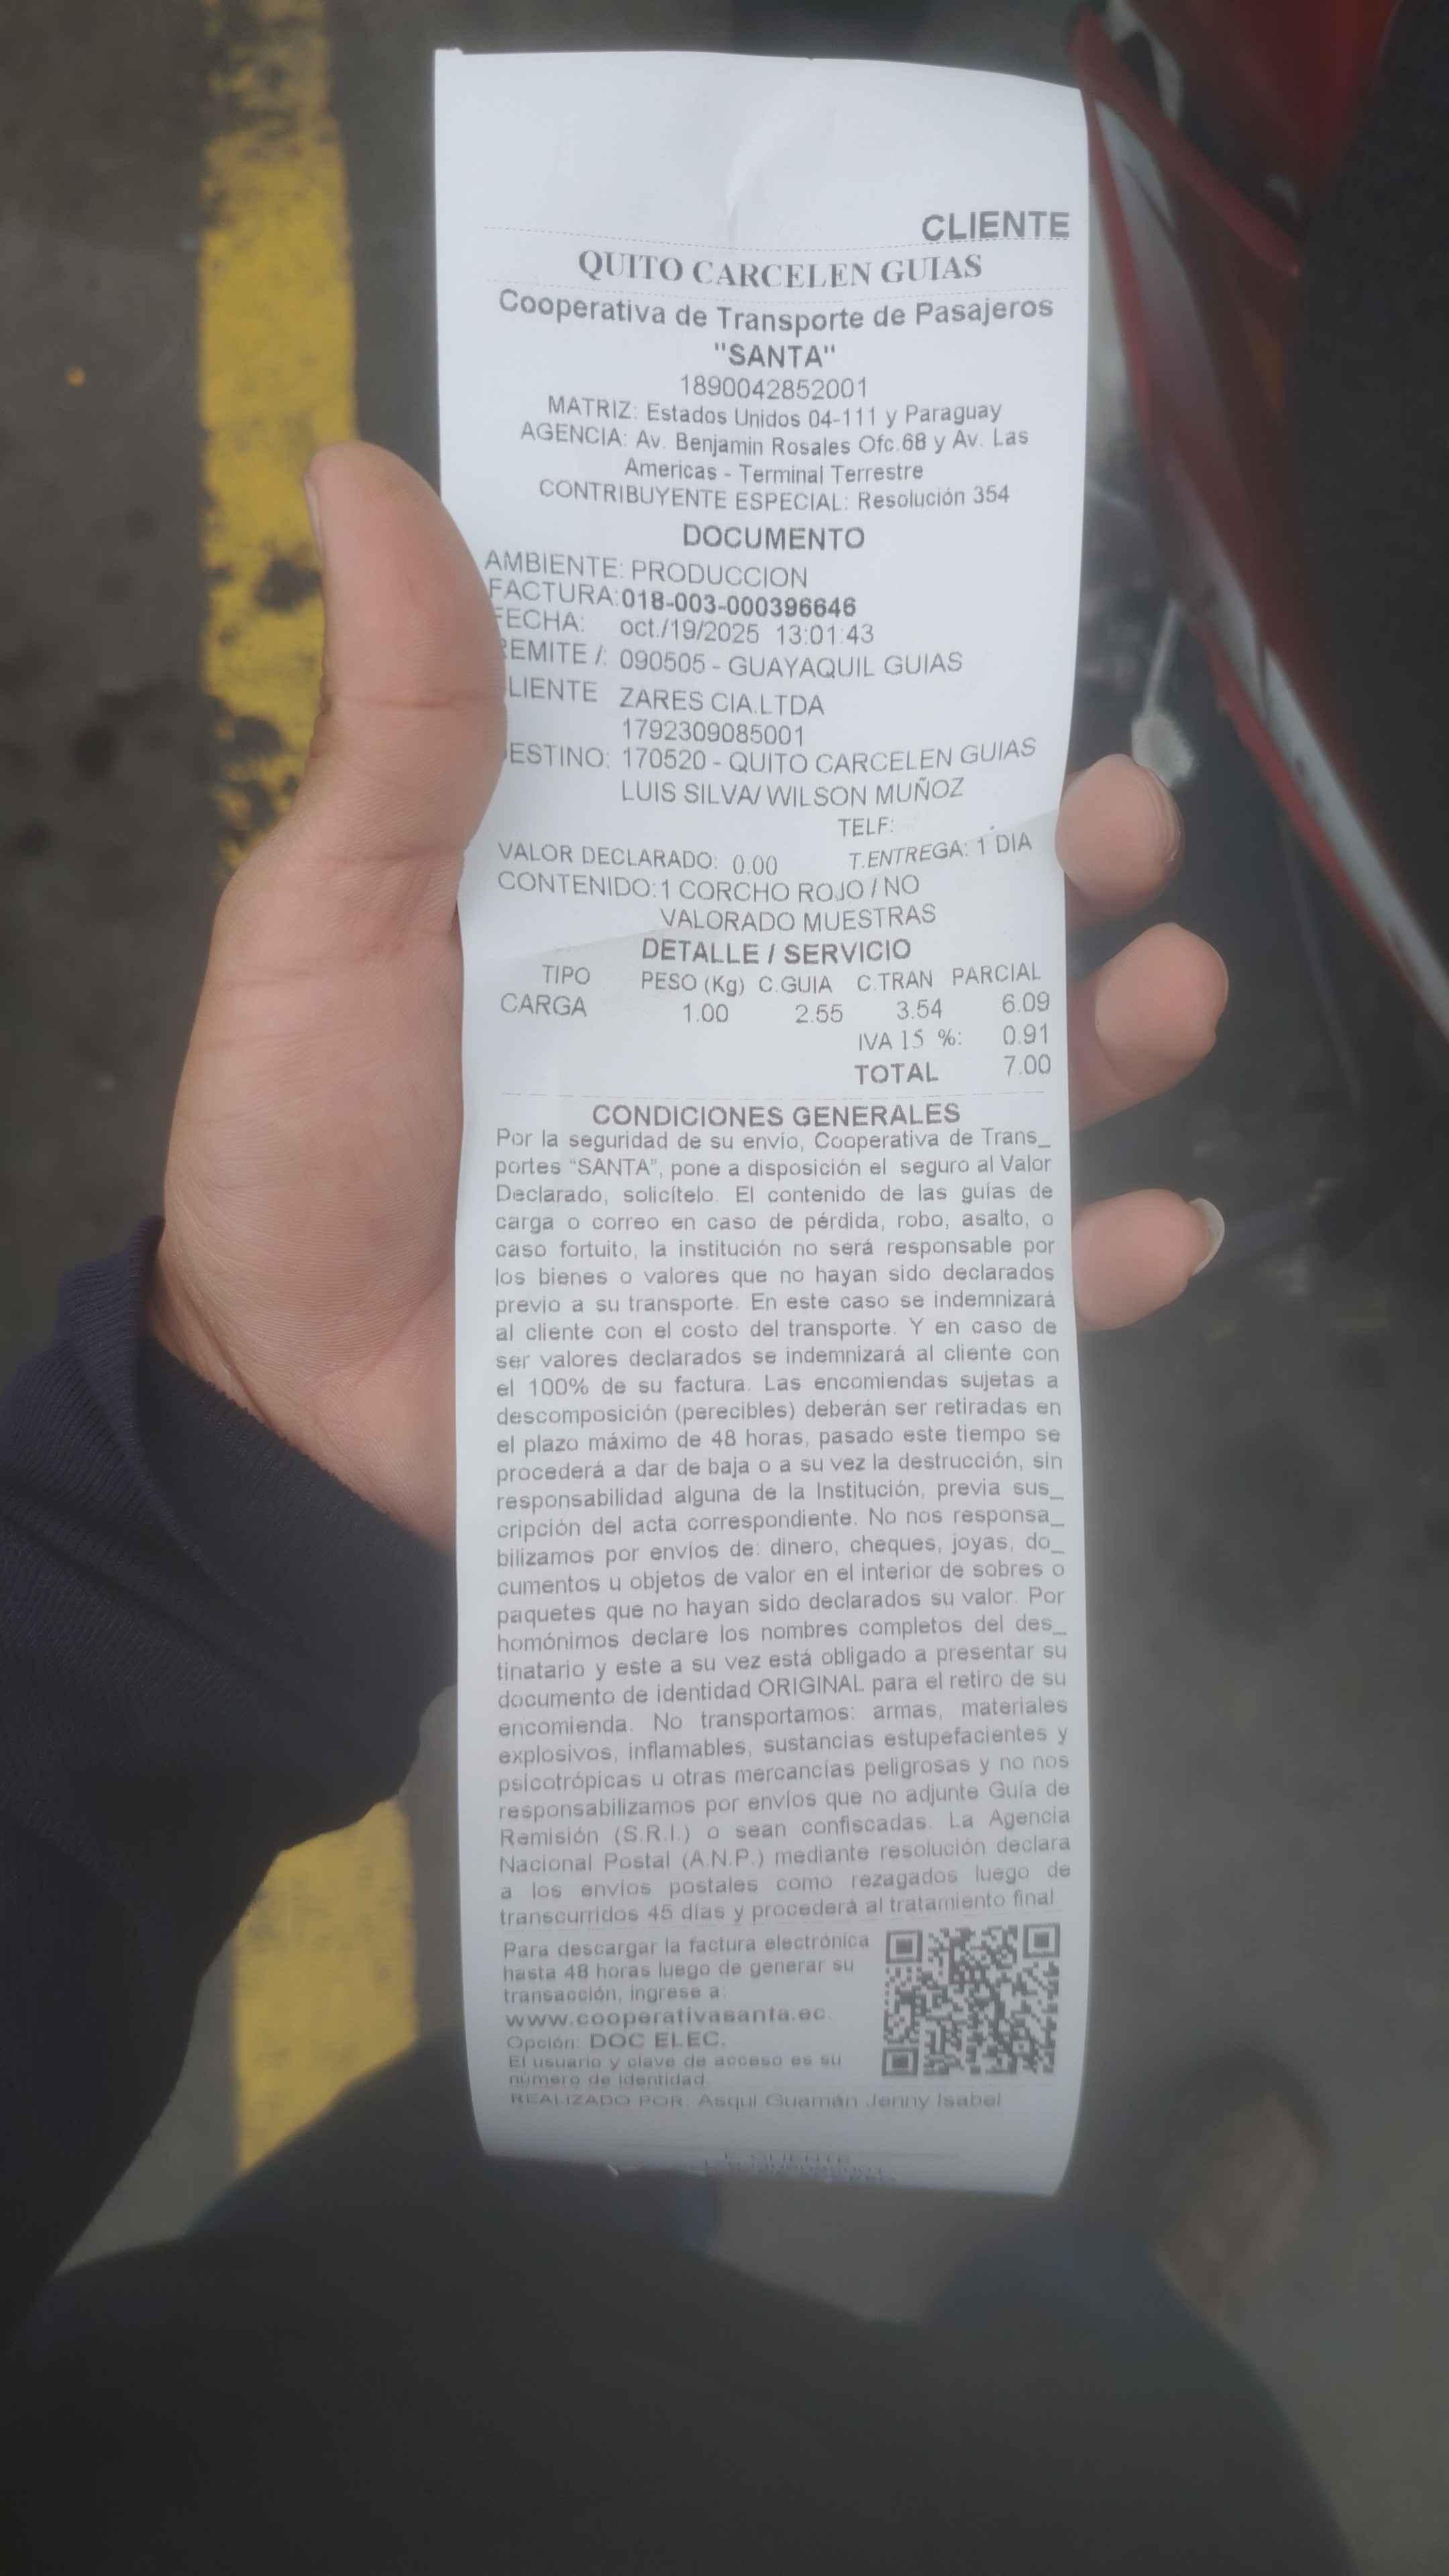 CLIENTE
QUITO CARCELEN GUIAS
Cooperativa de Transporte de Pasajeros
"SANTA"
1890042852001
MATRIZ: Estados Unidos 04-111 y Paraguay
AGENCIA: Av. Benjamin Rosales Ofc.68 y Av. Las
Americas - Terminal Terrestre
CONTRIBUYENTE ESPECIAL: Resolución 354
DOCUMENTO
AMBIENTE: PRODUCCION
FACTURA: 018-003-000396646
FECHA: oct./19/2025 13:01:43
REMITE /: 090505 - GUAYAQUIL GUIAS
LIENTE ZARES CIA.LTDA
1792309085001
ESTINO: 170520 - QUITO CARCELEN GUIAS
LUIS SILVA/ WILSON MUÑOZ
TELF:
VALOR DECLARADO: 0.00 T.ENTREGA: 1 DIA
CONTENIDO: 1 CORCHO ROJO / NO
VALORADO MUESTRAS
DETALLE / SERVICIO
TIPO PESO (Kg) C.GUIA C.TRAN PARCIAL
CARGA 1.00 2.55 3.54 6.09
IVA 15 %: 0.91
TOTAL 7.00
CONDICIONES GENERALES
Por la seguridad de su envío, Cooperativa de Trans_
portes "SANTA", pone a disposición el seguro al Valor
Declarado, solicítelo. El contenido de las guías de
carga o correo en caso de pérdida, robo, asalto, o
caso fortuito, la institución no será responsable por
los bienes o valores que no hayan sido declarados
previo a su transporte. En este caso se indemnizará
al cliente con el costo del transporte. Y en caso de
ser valores declarados se indemnizará al cliente con
el 100% de su factura. Las encomiendas sujetas a
descomposición (perecibles) deberán ser retiradas en
el plazo máximo de 48 horas, pasado este tiempo se
procederá a dar de baja o a su vez la destrucción, sin
responsabilidad alguna de la Institución, previa sus_
cripción del acta correspondiente. No nos responsa_
bilizamos por envíos de: dinero, cheques, joyas, do_
cumentos u objetos de valor en el interior de sobres o
paquetes que no hayan sido declarados su valor. Por
homónimos declare los nombres completos del des_
tinatario y este a su vez está obligado a presentar su
documento de identidad ORIGINAL para el retiro de su
encomienda. No transportamos: armas, materiales
explosivos, inflamables, sustancias estupefacientes y
psicotrópicas u otras mercancías peligrosas y no nos
responsabilizamos por envíos que no adjunte Guía de
Remisión (S.R.I.) o sean confiscadas. La Agencia
Nacional Postal (A.N.P.) mediante resolución declara
a los envíos postales como rezagados luego de
transcurridos 45 días y procederá al tratamiento final.
Para descargar la factura electrónica
hasta 48 horas luego de generar su
transacción, ingrese a:
www.cooperativasanta.ec
Opción: DOC ELEC.
El usuario y clave de acceso es su
número de identidad.
REALIZADO POR: Asqui Guamán Jenny Isabel